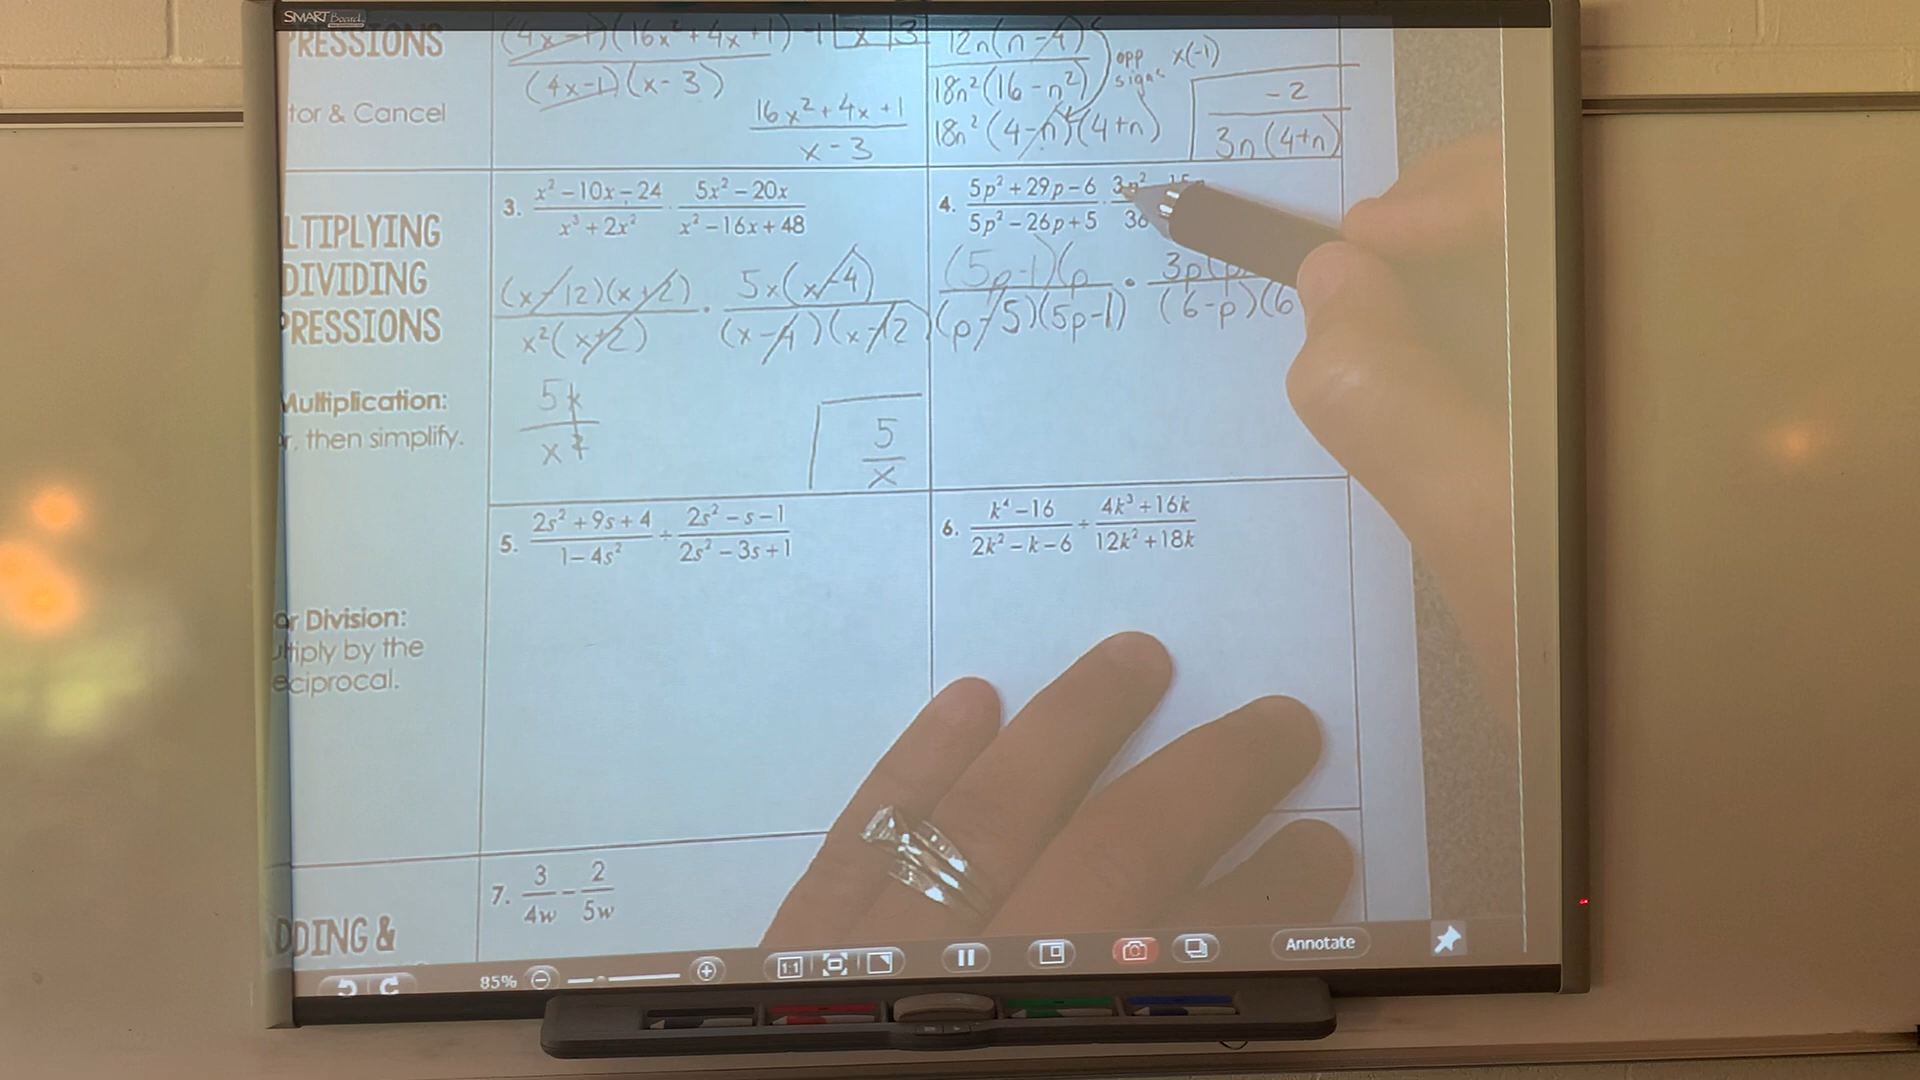 SMART Board
PRESSIONS
tor & Cancel
(4x-1)(16x²+4x+1)
(4x-1)(x-3)
16x²+4x+1
x-3
12n(n-4)
18n²(16-n²)
opp signs x(-1)
18n²(4-n)(4+n)
-2
3n(4+n)
LTIPLYING
DIVIDING
PRESSIONS
Multiplication:
r, then simplify.
3. x²-10x-24 / x³+2x² · 5x²-20x / x²-16x+48
(x-12)(x+2) · 5x(x-4)
x²(x+2) (x-4)(x-12)
5x
x²
5
x
4. 5p²+29p-6 / 5p²-26p+5 · 3p²
(5p-1)(p · 3p(p
(p-5)(5p-1) (6-p)(6
or Division:
ultiply by the
eciprocal.
5. 2s²+9s+4 / 1-4s² ÷ 2s²-s-1 / 2s²-3s+1
6. k⁴-16 / 2k²-k-6 ÷ 4k³+16k / 12k²+18k
DDING &
7. 3/4w - 2/5w
85%
1:1
Annotate